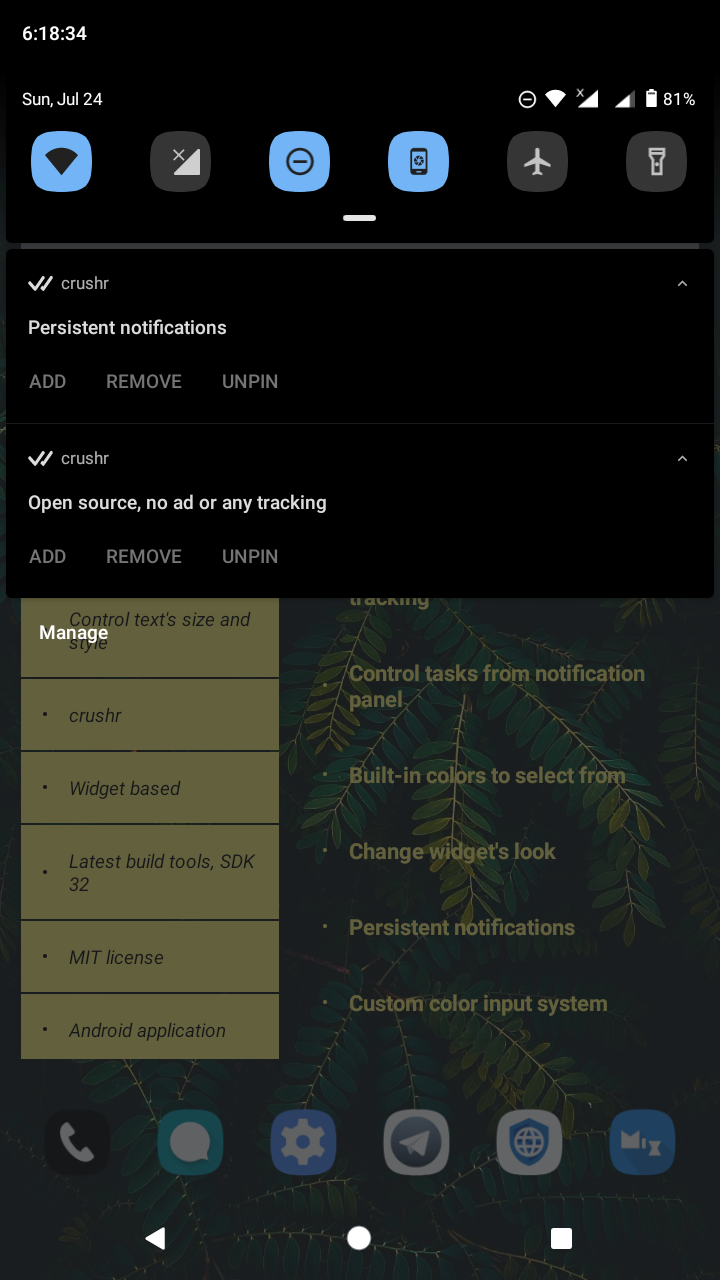 6:18:34
Sun, Jul 24
81%
crushr
Persistent notifications
ADD REMOVE UNPIN
crushr
Open source, no ad or any tracking
ADD REMOVE UNPIN
Manage
Control text's size and
style
• crushr
• Widget based
• Latest build tools, SDK
32
• MIT license
• Android application
tracking
• Control tasks from notification
panel
• Built-in colors to select from
• Change widget's look
• Persistent notifications
• Custom color input system